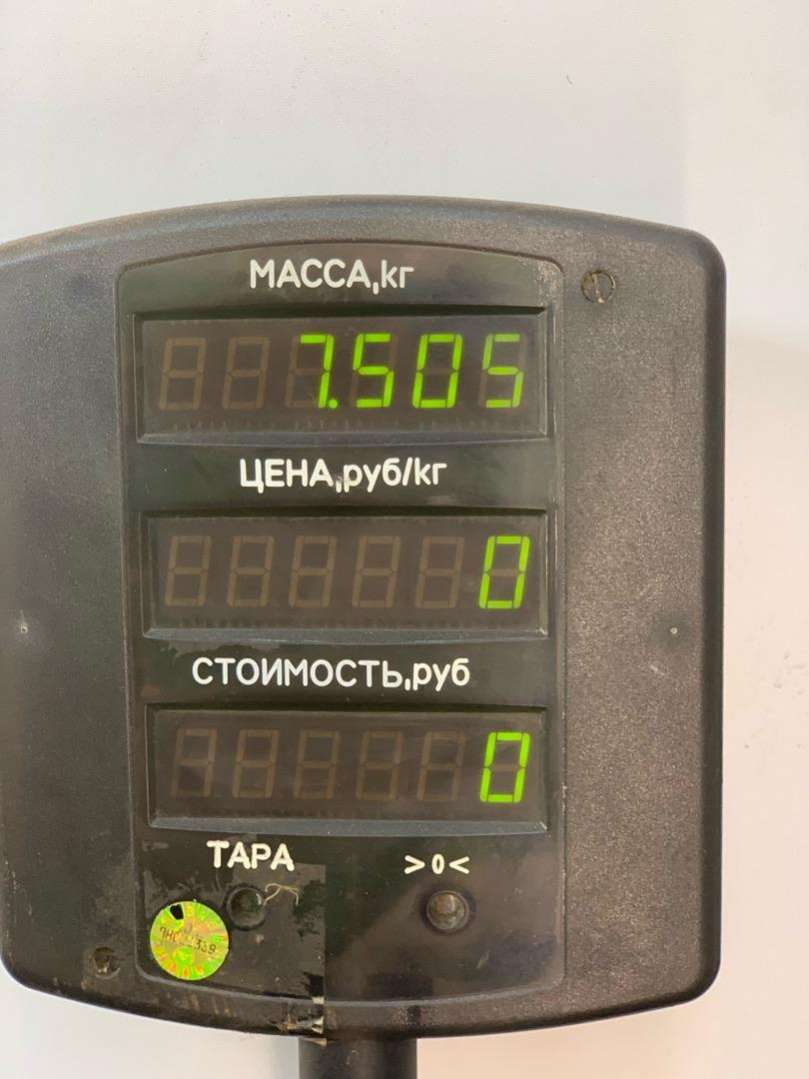 МАССА,кг
7.505
ЦЕНА,руб/кг
0
СТОИМОСТЬ,руб
0
ТАРА >0<